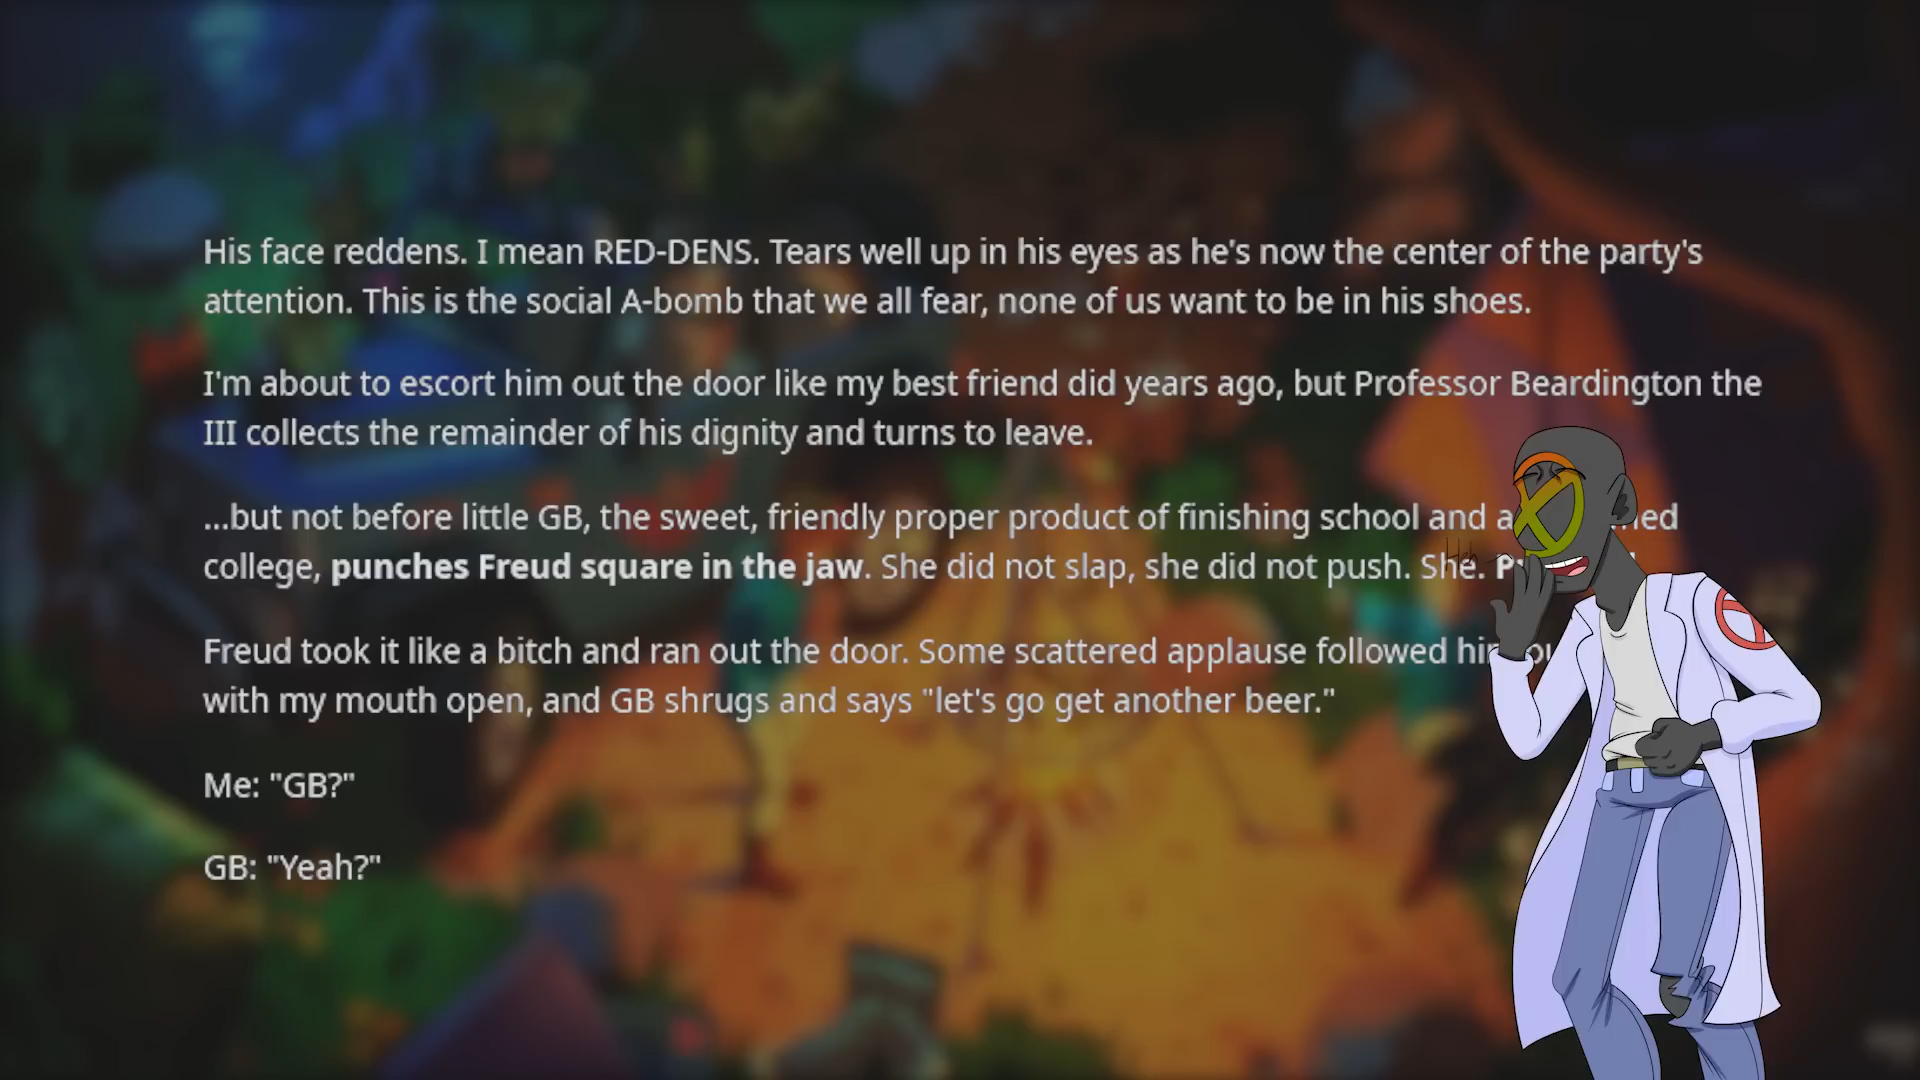 His face reddens. I mean RED-DENS. Tears well up in his eyes as he's now the center of the party's
attention. This is the social A-bomb that we all fear, none of us want to be in his shoes.
I'm about to escort him out the door like my best friend did years ago, but Professor Beardington the
III collects the remainder of his dignity and turns to leave.
...but not before little GB, the sweet, friendly proper product of finishing school and a
college, punches Freud square in the jaw. She did not slap, she did not push. She.
Heh
Freud took it like a bitch and ran out the door. Some scattered applause followed him
with my mouth open, and GB shrugs and says "let's go get another beer."
Me: "GB?"
GB: "Yeah?"